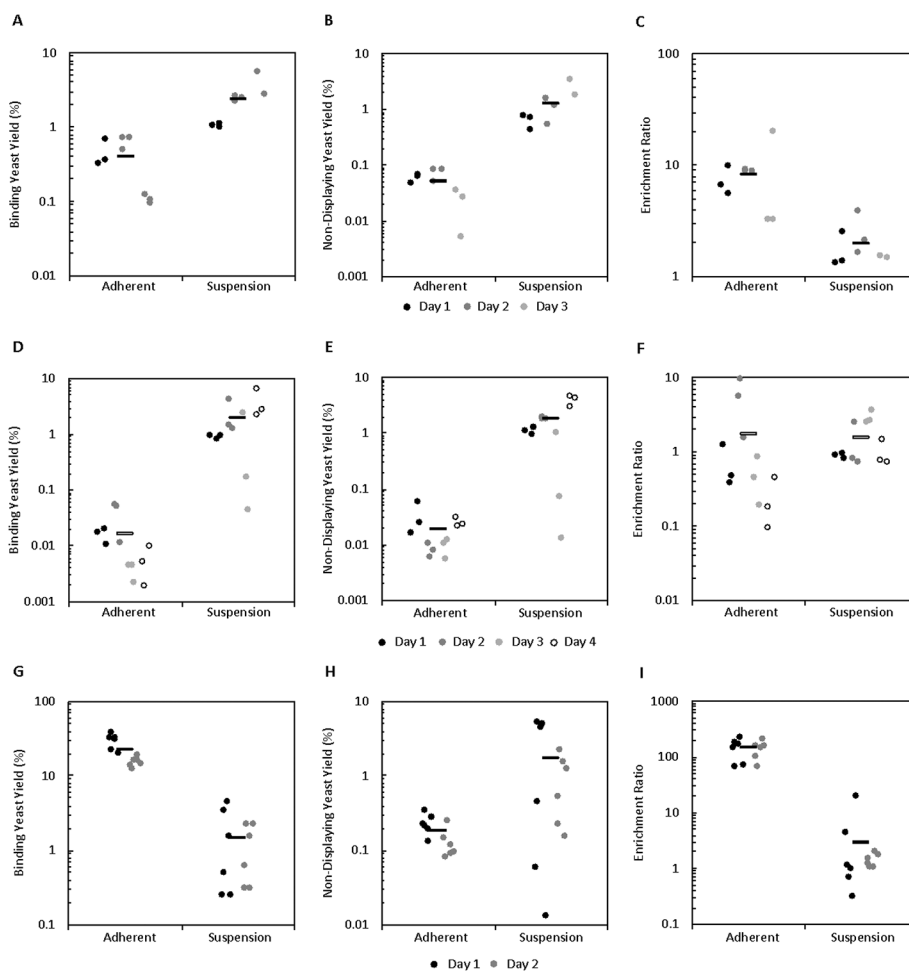 A
B
C
Binding Yeast Yield (%)
10
1
0.1
0.01
Adherent
Suspension
Non-Displaying Yeast Yield (%)
10
1
0.1
0.01
0.001
Adherent
Suspension
Enrichment Ratio
100
10
1
Adherent
Suspension
Day 1
Day 2
Day 3
D
E
F
Binding Yeast Yield (%)
10
1
0.1
0.01
0.001
Adherent
Suspension
Non-Displaying Yeast Yield (%)
10
1
0.1
0.01
0.001
Adherent
Suspension
Enrichment Ratio
10
1
0.1
0.01
Adherent
Suspension
Day 1
Day 2
Day 3
Day 4
G
H
I
Binding Yeast Yield (%)
100
10
1
0.1
Adherent
Suspension
Non-Displaying Yeast Yield (%)
10
1
0.1
0.01
Adherent
Suspension
Enrichment Ratio
1000
100
10
1
0.1
Adherent
Suspension
Day 1
Day 2